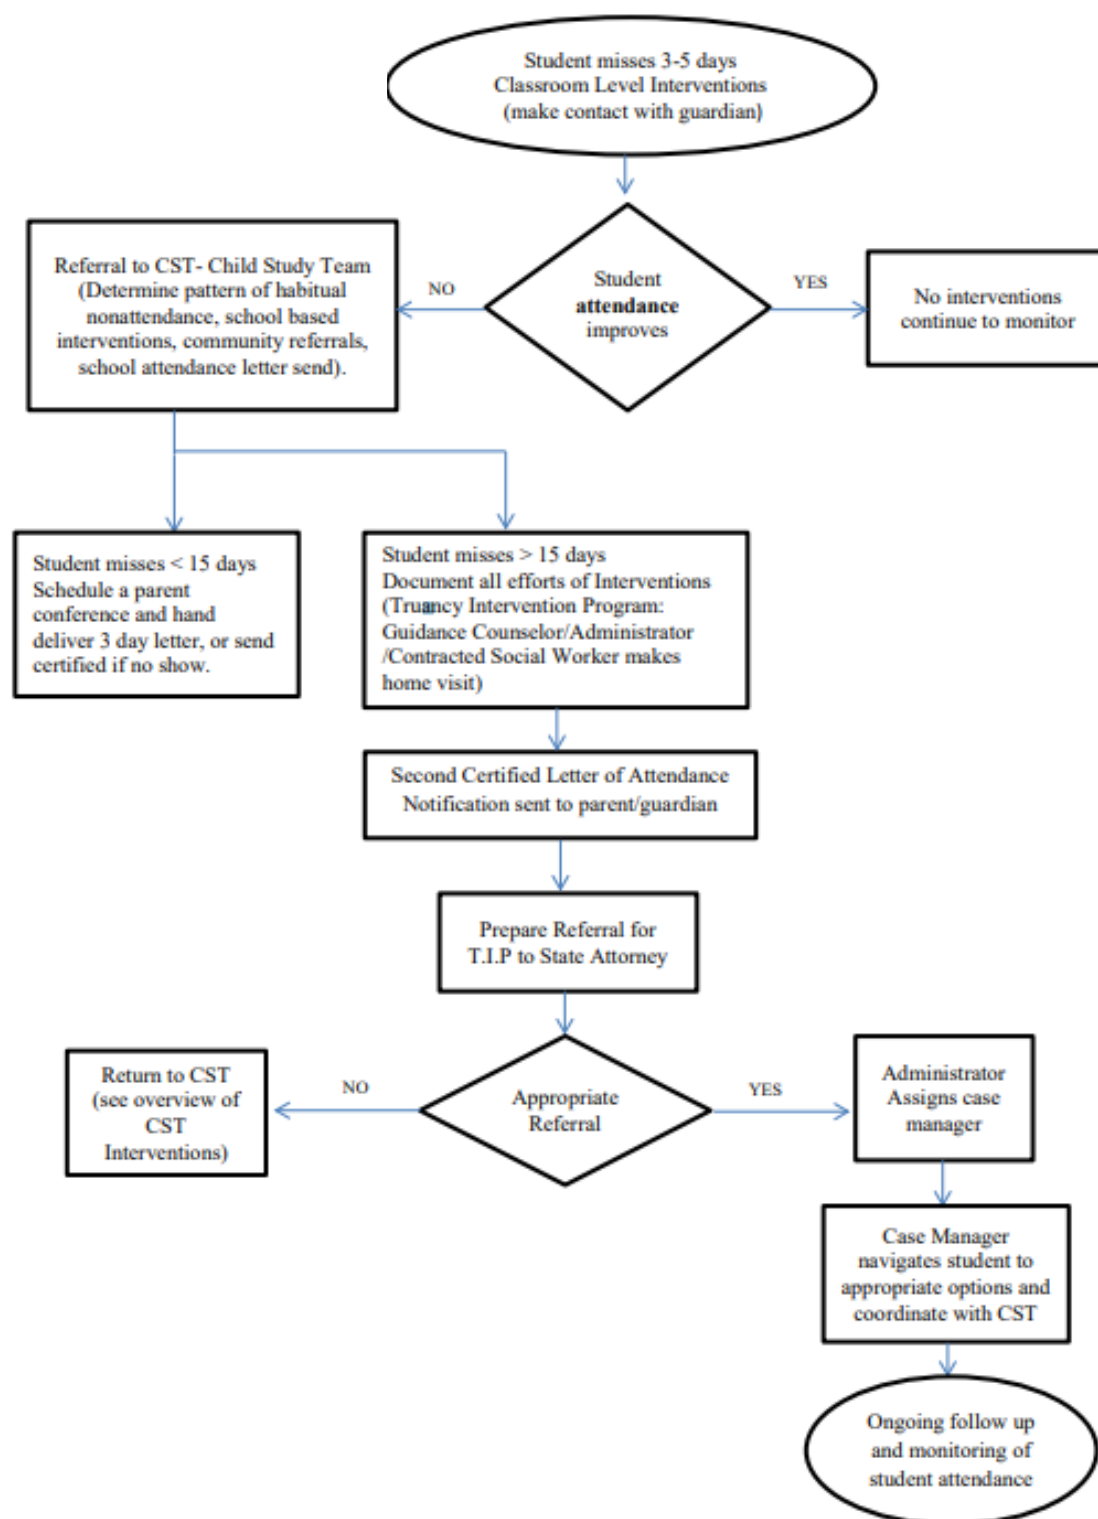 Student misses 3-5 days
Classroom Level Interventions
(make contact with guardian)
Student
attendance
improves
NO
YES
Referral to CST- Child Study Team
(Determine pattern of habitual
nonattendance, school based
interventions, community referrals,
school attendance letter send).
No interventions
continue to monitor
Student misses < 15 days
Schedule a parent
conference and hand
deliver 3 day letter, or send
certified if no show.
Student misses > 15 days
Document all efforts of Interventions
(Truancy Intervention Program:
Guidance Counselor/Administrator
/Contracted Social Worker makes
home visit)
Second Certified Letter of Attendance
Notification sent to parent/guardian
Prepare Referral for
T.I.P to State Attorney
Appropriate
Referral
NO
YES
Return to CST
(see overview of
CST
Interventions)
Administrator
Assigns case
manager
Case Manager
navigates student to
appropriate options and
coordinate with CST
Ongoing follow up
and monitoring of
student attendance